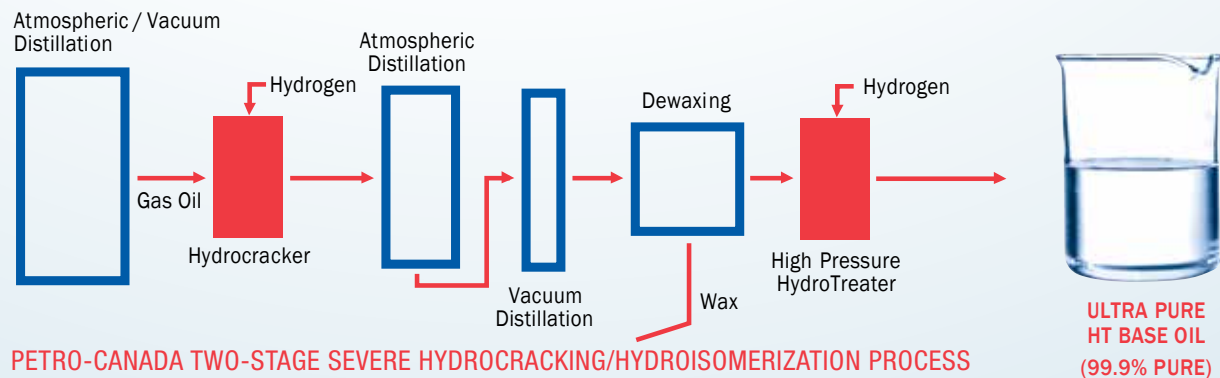 Atmospheric / Vacuum
Distillation
Atmospheric
Distillation
Hydrogen
Hydrogen
Dewaxing
Gas Oil
Hydrocracker
Vacuum
Distillation
Wax
High Pressure
HydroTreater
ULTRA PURE
HT BASE OIL
(99.9% PURE)
PETRO-CANADA TWO-STAGE SEVERE HYDROCRACKING/HYDROISOMERIZATION PROCESS